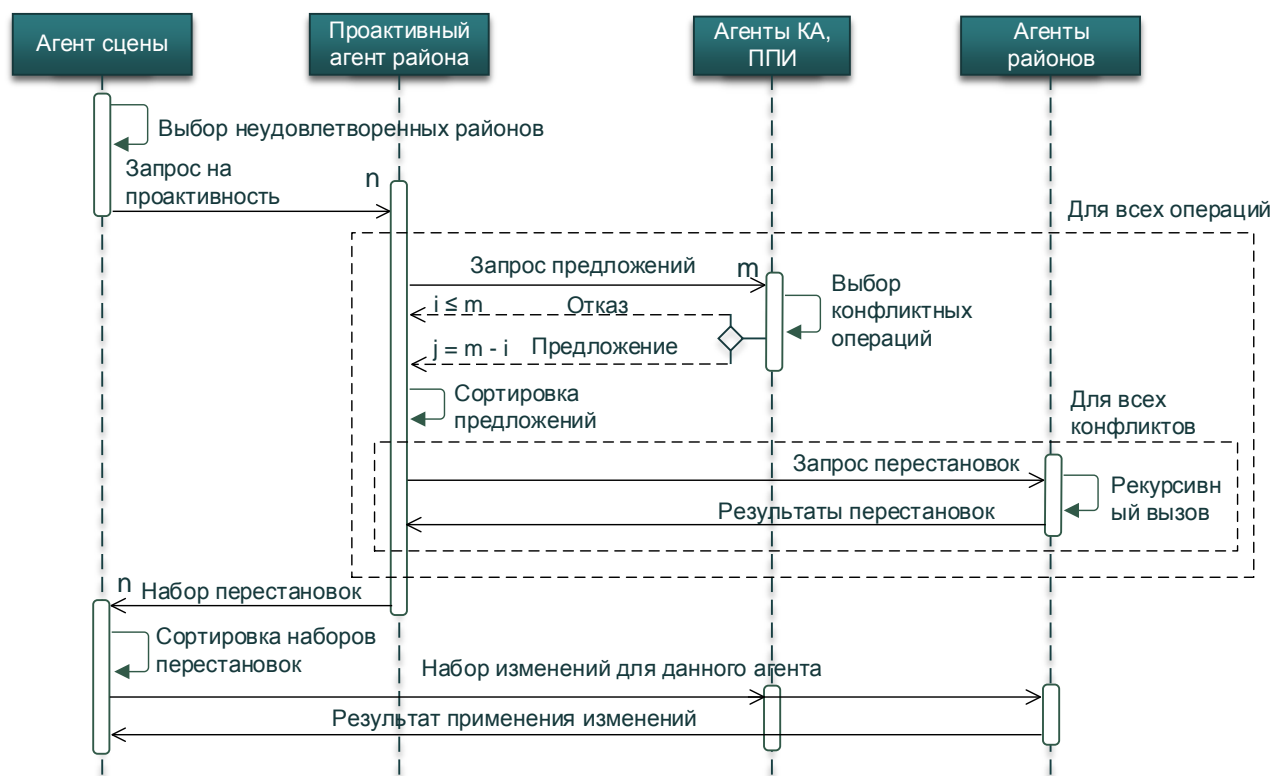 Агент сцены
Проактивный
агент района
Агенты КА,
ППИ
Агенты
районов
Выбор неудовлетворенных районов
Запрос на
проактивность
n
Для всех операций
Запрос предложений
m
Выбор
конфликтных
операций
i ≤ m
Отказ
j = m - i
Предложение
Сортировка
предложений
Для всех
конфликтов
Запрос перестановок
Рекурсивн
ый вызов
Результаты перестановок
n
Набор перестановок
Сортировка наборов
перестановок
Набор изменений для данного агента
Результат применения изменений